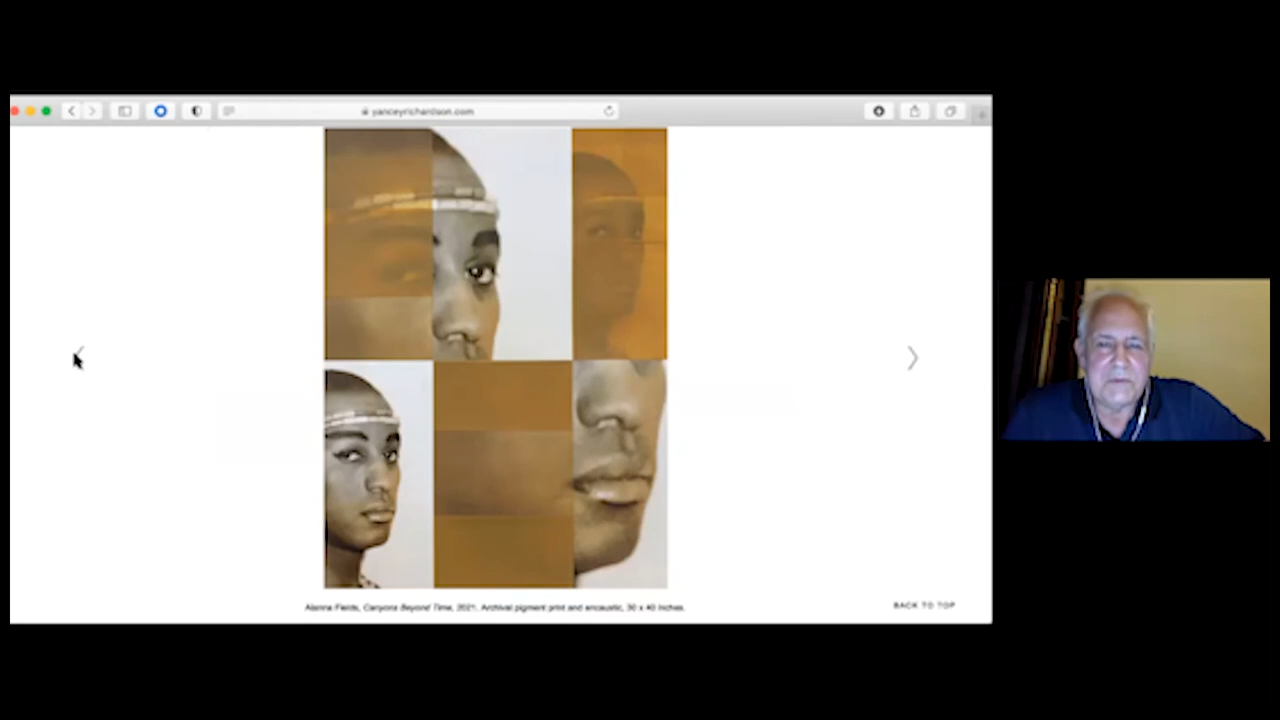 yanceyrichardson.com
Alanna Fields, Canyons Beyond Time, 2021. Archival pigment print and encaustic, 30 x 40 inches.
BACK TO TOP